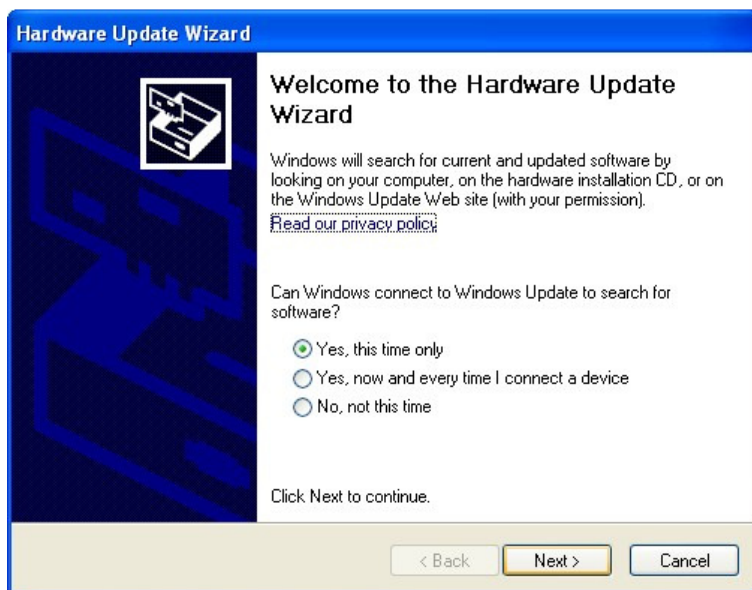 Hardware Update Wizard
Welcome to the Hardware Update
Wizard
Windows will search for current and updated software by
looking on your computer, on the hardware installation CD, or on
the Windows Update Web site (with your permission).
Read our privacy policy
Can Windows connect to Windows Update to search for
software?
Yes, this time only
Yes, now and every time I connect a device
No, not this time
Click Next to continue.
< Back
Next >
Cancel